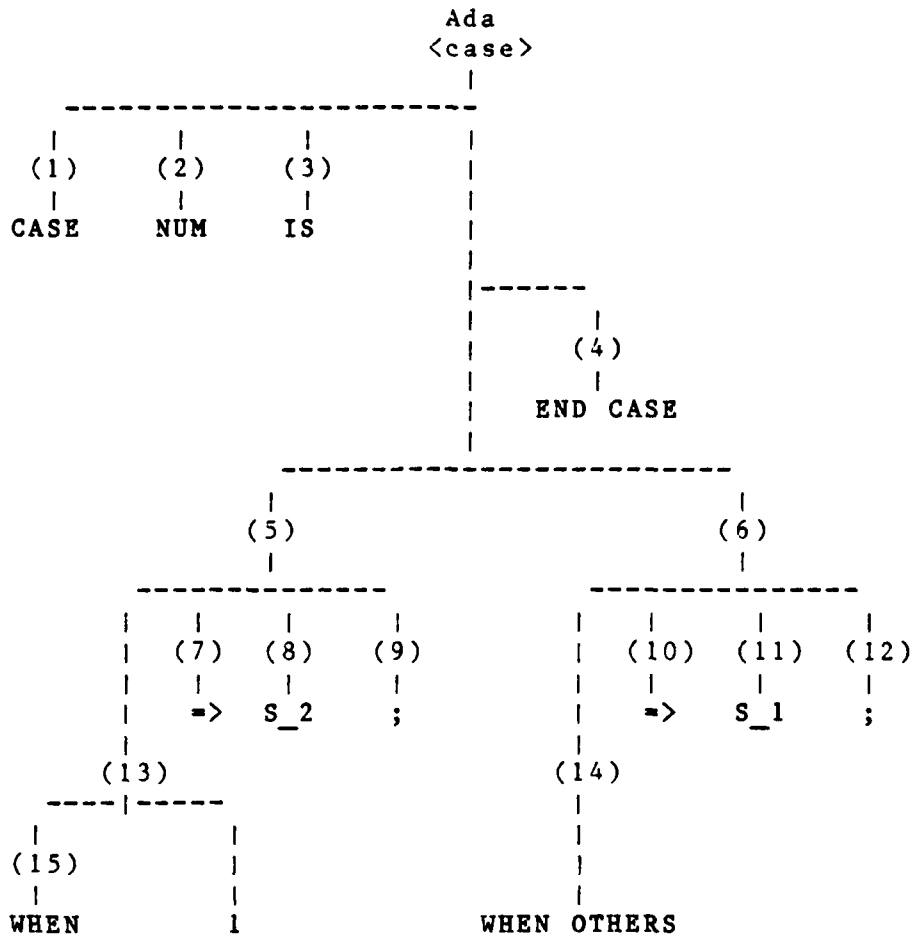 Ada
<case>
(1) (2) (3)
CASE NUM IS
(4)
END CASE
(5) (6)
(7) (8) (9) (10) (11) (12)
=> S_2 ; => S_1 ;
(13) (14)
(15)
WHEN 1 WHEN OTHERS